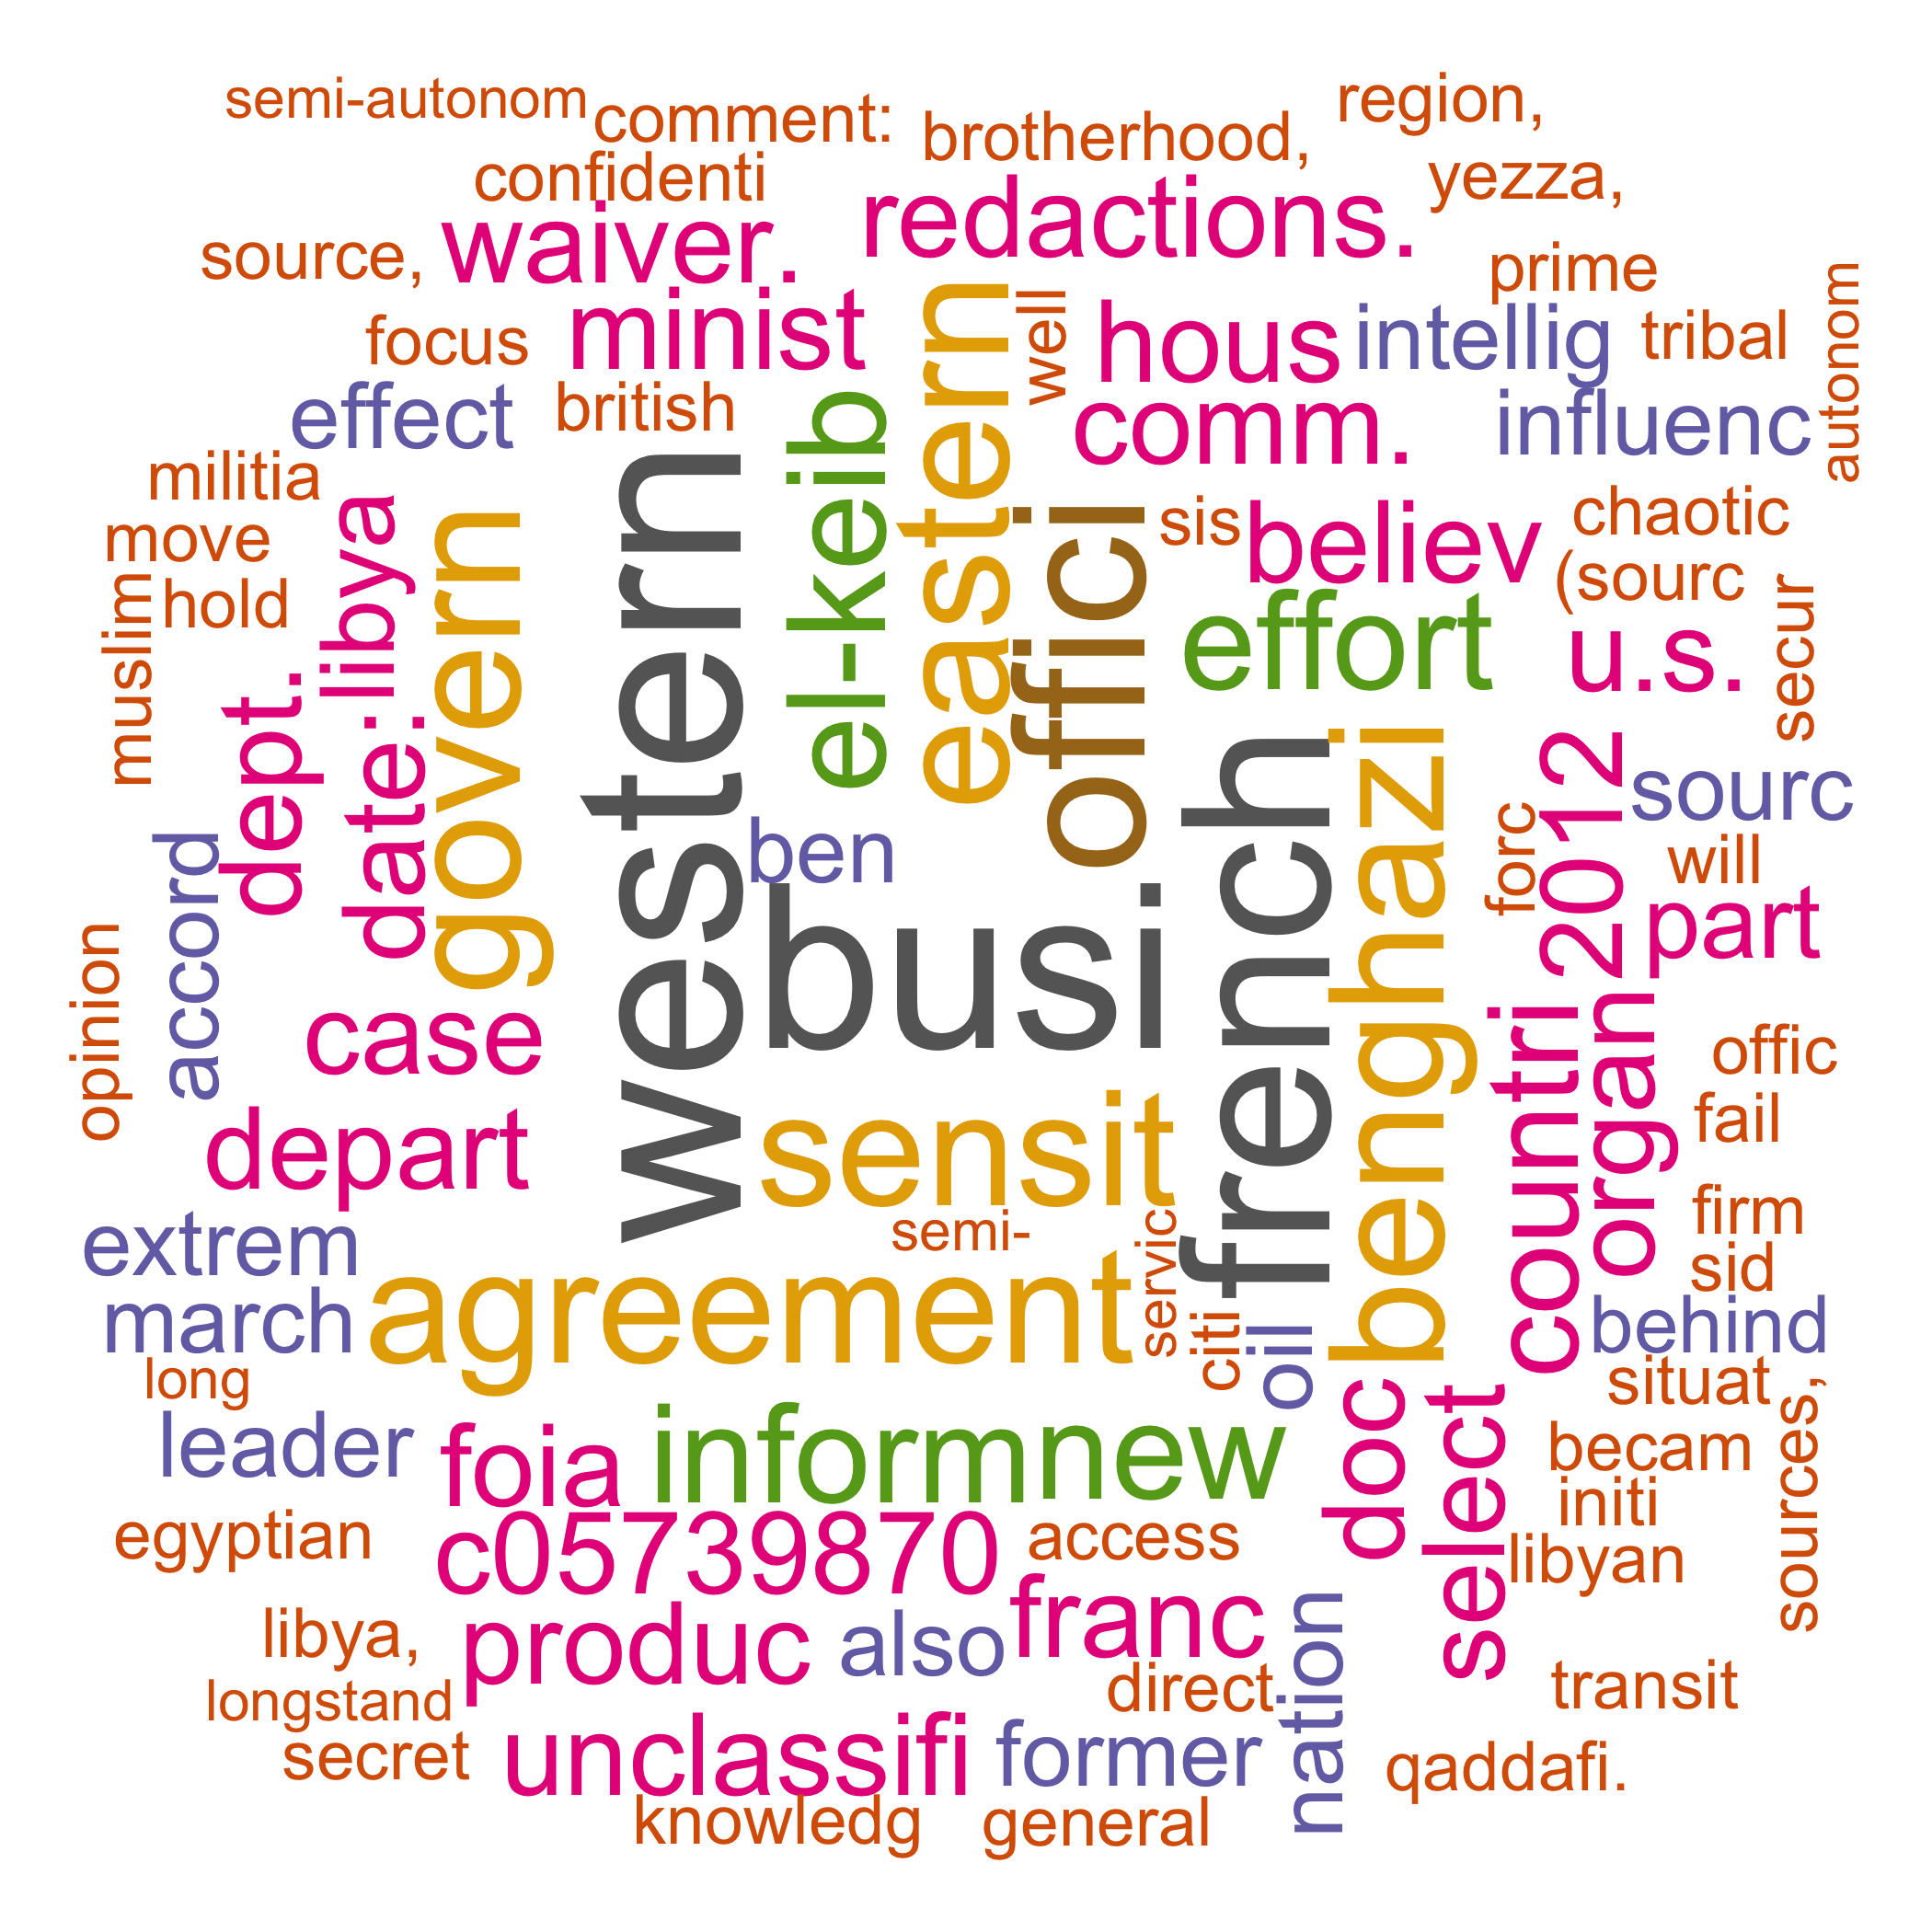 semi-autonom
comment:
brotherhood,
region,
confidenti
yezza,
source,
waiver.
redactions.
prime
focus
minist
well
hous
intellig
tribal
autonom
effect
british
el-keib
eastern
comm.
influenc
militia
move
hold
muslim
libya
govern
western
offici
sis
believ
chaotic
(sourc
effort
u.s.
secur
dept.
date:
ben
busi
french
benghazi
forc
2012
sourc
will
part
accord
opinion
case
depart
sensit
semi-
servic
countri
organ
offic
fail
extrem
march
long
agreement
citi
oil
firm
sid
behind
situat
leader
foia
inform
new
doc
select
becam
initi
sources,
egyptian
c05739870
access
libyan
libya,
produc
also
franc
nation
longstand
direct
transit
secret
unclassifi
former
qaddafi.
knowledg
general